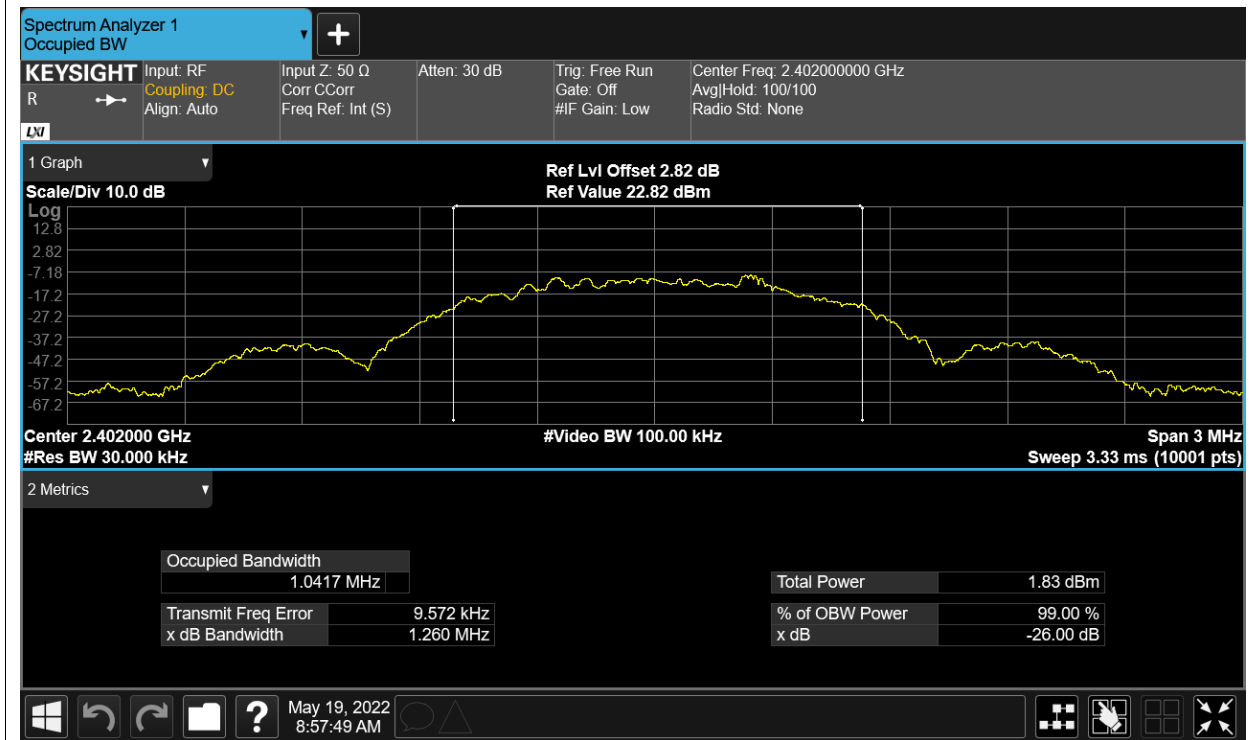 Spectrum Analyzer 1
Occupied BW
+
KEYSIGHT
R
LXI
Input: RF
Coupling: DC
Align: Auto
Input Z: 50 Ω
Corr CCorr
Freq Ref: Int (S)
Atten: 30 dB
Trig: Free Run
Gate: Off
#IF Gain: Low
Center Freq: 2.402000000 GHz
Avg|Hold: 100/100
Radio Std: None
1 Graph
Ref Lvl Offset 2.82 dB
Scale/Div 10.0 dB
Ref Value 22.82 dBm
Log
12.8
2.82
-7.18
-17.2
-27.2
-37.2
-47.2
-57.2
-67.2
Center 2.402000 GHz
#Video BW 100.00 kHz
Span 3 MHz
#Res BW 30.000 kHz
Sweep 3.33 ms (10001 pts)
2 Metrics
Occupied Bandwidth
1.0417 MHz
Total Power 1.83 dBm
Transmit Freq Error 9.572 kHz
% of OBW Power 99.00 %
x dB Bandwidth 1.260 MHz
x dB -26.00 dB
?
May 19, 2022
8:57:49 AM